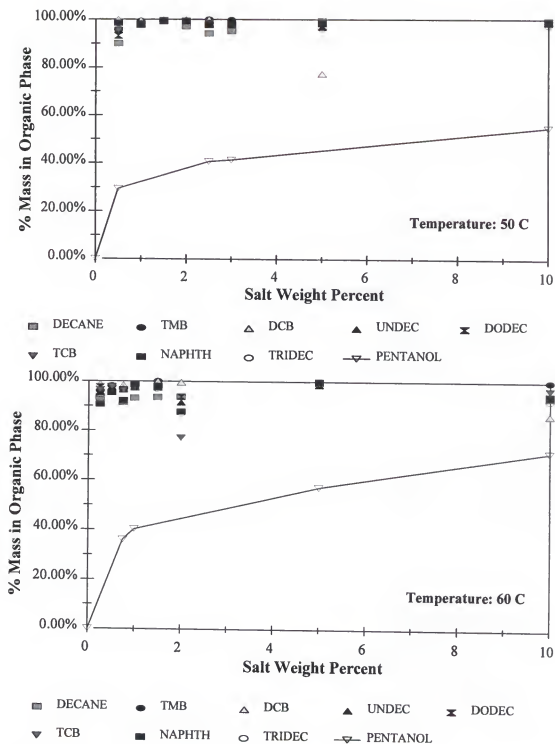 100.00%
80.00%
60.00%
40.00%
20.00%
0.00%
% Mass in Organic Phase
Temperature: 50 C
0 2 4 6 8 10
Salt Weight Percent
DECANE TMB DCB UNDEC DODEC
TCB NAPHTH TRIDEC PENTANOL
100.00%
80.00%
60.00%
40.00%
20.00%
0.00%
% Mass in Organic Phase
Temperature: 60 C
0 2 4 6 8 10
Salt Weight Percent
DECANE TMB DCB UNDEC DODEC
TCB NAPHTH TRIDEC PENTANOL